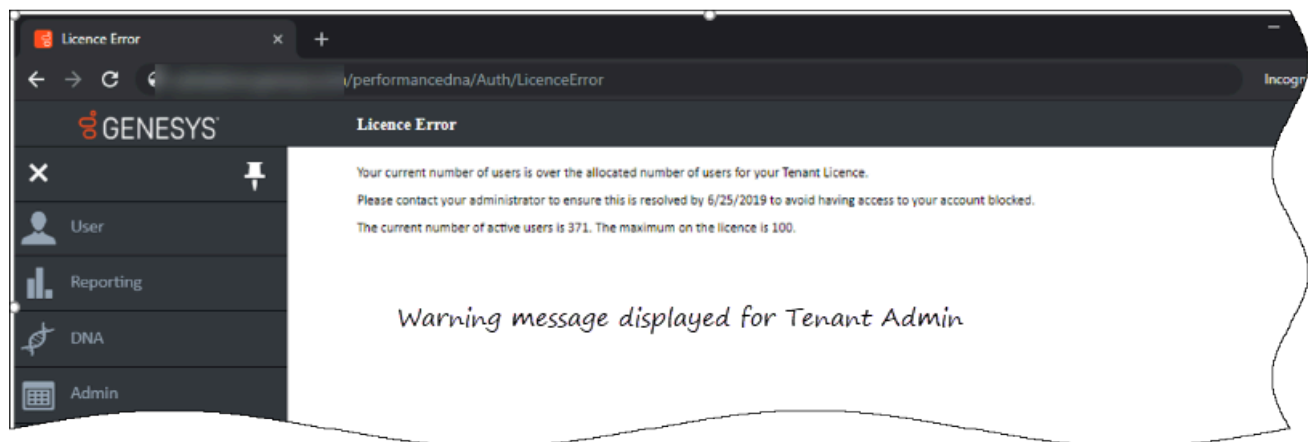 Licence Error
/performancedna/Auth/LicenceError
GENESYS
Licence Error
Your current number of users is over the allocated number of users for your Tenant Licence.
Please contact your administrator to ensure this is resolved by 6/25/2019 to avoid having access to your account blocked.
The current number of active users is 371. The maximum on the licence is 100.
User
Reporting
DNA
Admin
Warning message displayed for Tenant Admin